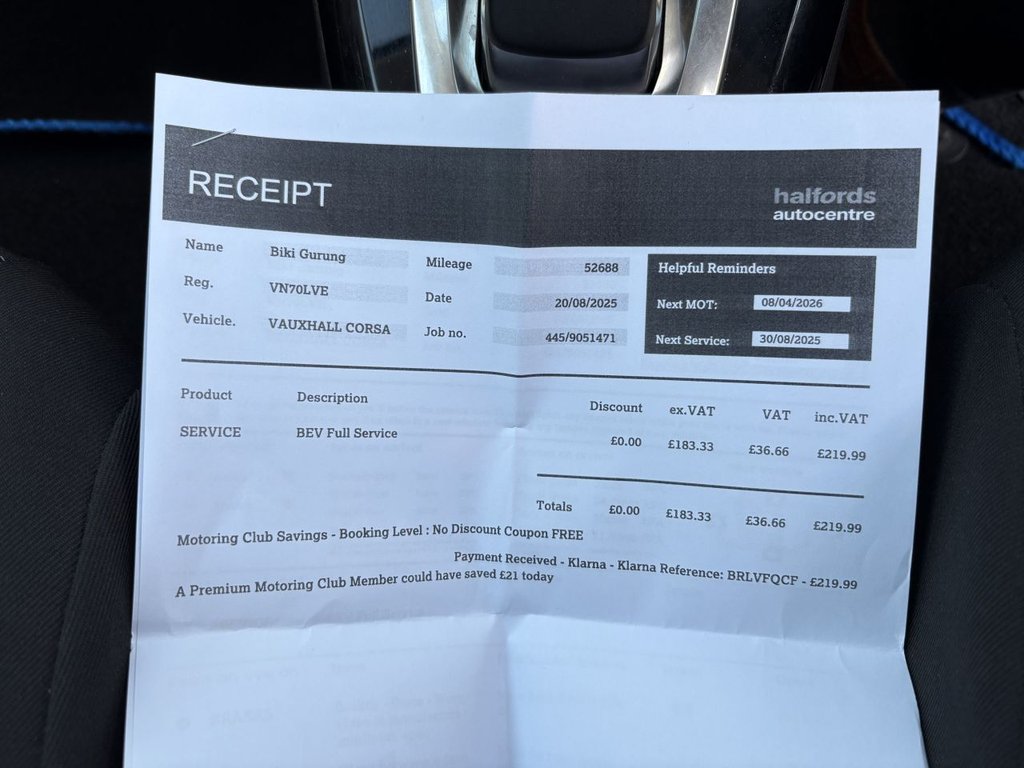 RECEIPT
halfords
autocentre
Name Biki Gurung Mileage 52688 Helpful Reminders
Reg. VN70LVE Date 20/08/2025 Next MOT: 08/04/2026
Vehicle. VAUXHALL CORSA Job no. 445/9051471 Next Service: 30/08/2025
Product Description Discount ex.VAT VAT inc.VAT
SERVICE BEV Full Service £0.00 £183.33 £36.66 £219.99
Totals £0.00 £183.33 £36.66 £219.99
Motoring Club Savings - Booking Level : No Discount Coupon FREE
Payment Received - Klarna - Klarna Reference: BRLVFQCF - £219.99
A Premium Motoring Club Member could have saved £21 today